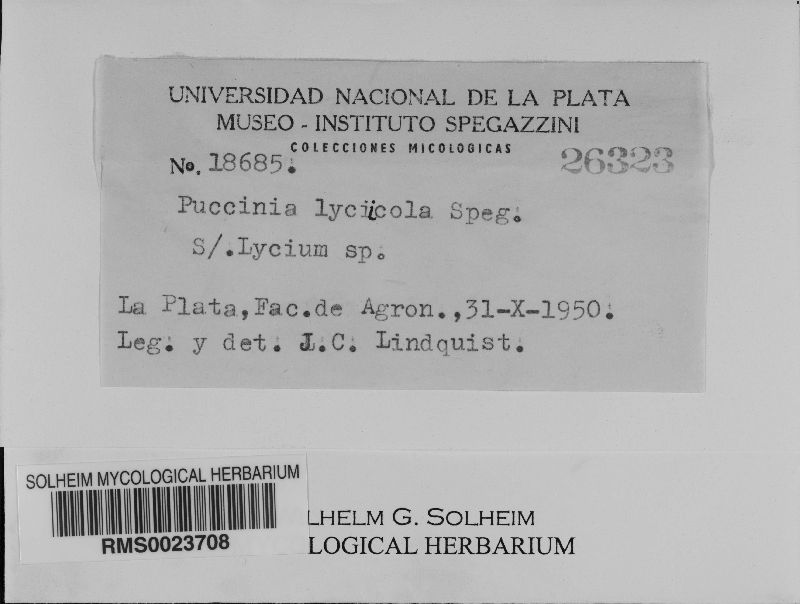 UNIVERSIDAD NACIONAL DE LA PLATA
MUSEO - INSTITUTO SPEGAZZINI
COLECCIONES MICOLOGICAS
No. 18685. 26323
Puccinia lyciicola Speg.
S/.Lycium sp.
La Plata,Fac.de Agron.,31-X-1950.
Leg. y det. J.C. Lindquist.
SOLHEIM MYCOLOGICAL HERBARIUM
RMS0023708
LHELM G. SOLHEIM
LOGICAL HERBARIUM